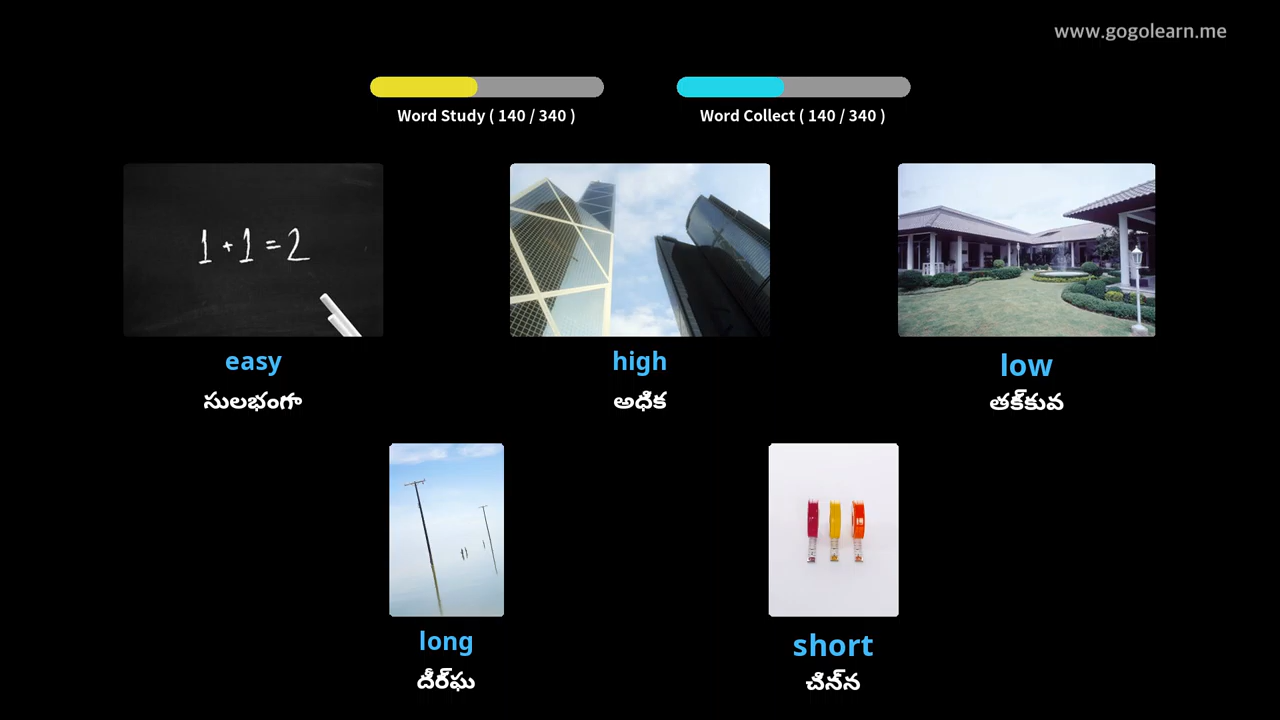 www.gogolearn.me
Word Study ( 140 / 340 )
Word Collect ( 140 / 340 )
1 + 1 = 2
easy
సులభంగా
high
అధిక
low
తక్‌కువ
long
దీర్‌ఘ
short
చిన్‌న